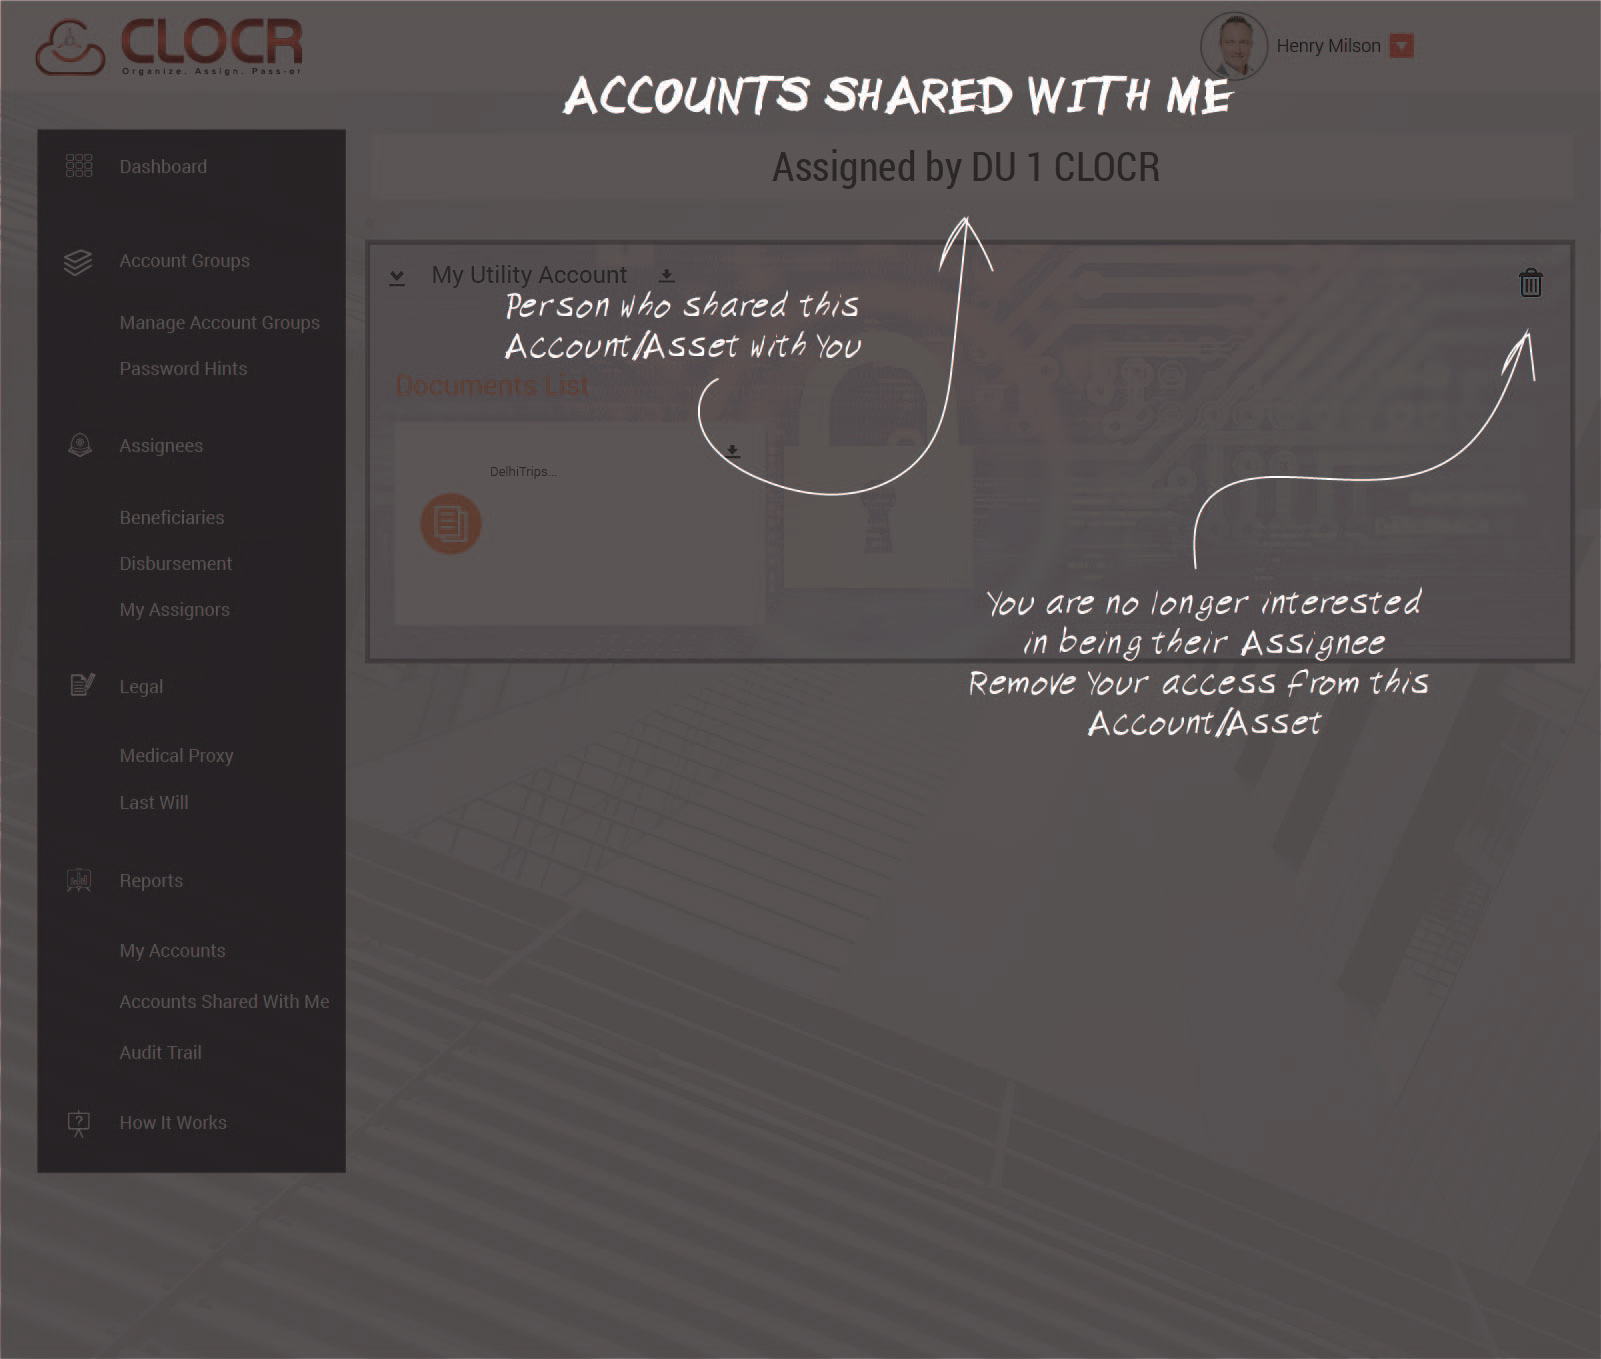 CLOCR
Organize. Assign. Pass-on
Henry Milson
ACCOUNTS SHARED WITH ME
Assigned by DU 1 CLOCR
Dashboard
Account Groups
Manage Account Groups
Password Hints
Assignees
Beneficiaries
Disbursement
My Assignors
Legal
Medical Proxy
Last Will
Reports
My Accounts
Accounts Shared With Me
Audit Trail
How It Works
My Utility Account
Person who shared this
Account/Asset with You
Documents List
DelhiTrips...
You are no longer interested
in being their Assignee
Remove Your access from this
Account/Asset